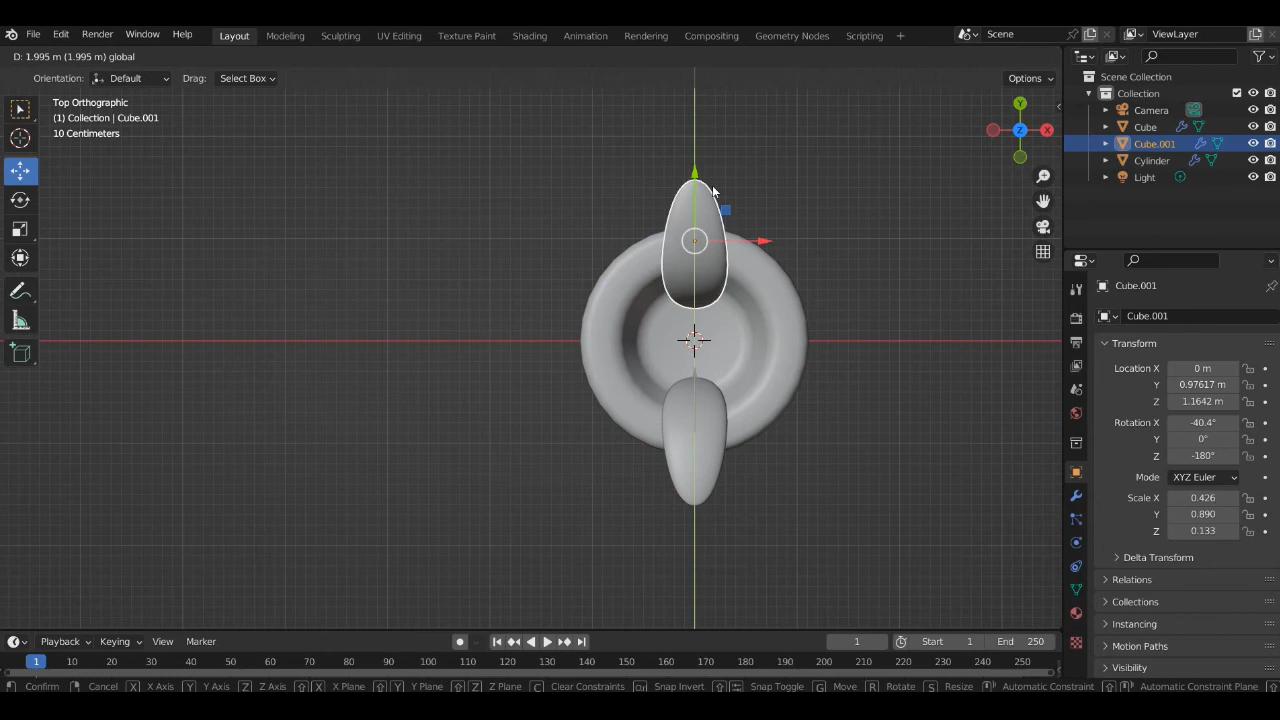 File Edit Render Window Help Layout Modeling Sculpting UV Editing Texture Paint Shading Animation Rendering Compositing Geometry Nodes Scripting Scene ViewLayer
D: 1.995 m (1.995 m) global
Orientation: Default Drag: Select Box Options
Scene Collection
Collection
Camera
Cube
Cube.001
Cylinder
Light
Top Orthographic
(1) Collection | Cube.001
10 Centimeters
Y
Z
X
Cube.001
Cube.001
Transform
Location X 0 m
Y 0.97617 m
Z 1.1642 m
Rotation X -40.4°
Y 0°
Z -180°
Mode XYZ Euler
Scale X 0.426
Y 0.890
Z 0.133
Delta Transform
Relations
Collections
Instancing
Motion Paths
Visibility
Playback Keying View Marker 1 Start 1 End 250
1 10 20 30 40 50 60 70 80 90 100 110 120 130 140 150 160 170 180 190 200 210 220 230 240 250
Confirm Cancel X X Axis Y Y Axis Z Z Axis X X Plane Y Y Plane Z Z Plane C Clear Constraints Snap Invert Snap Toggle G Move R Rotate S Resize Automatic Constraint Automatic Constraint Plane